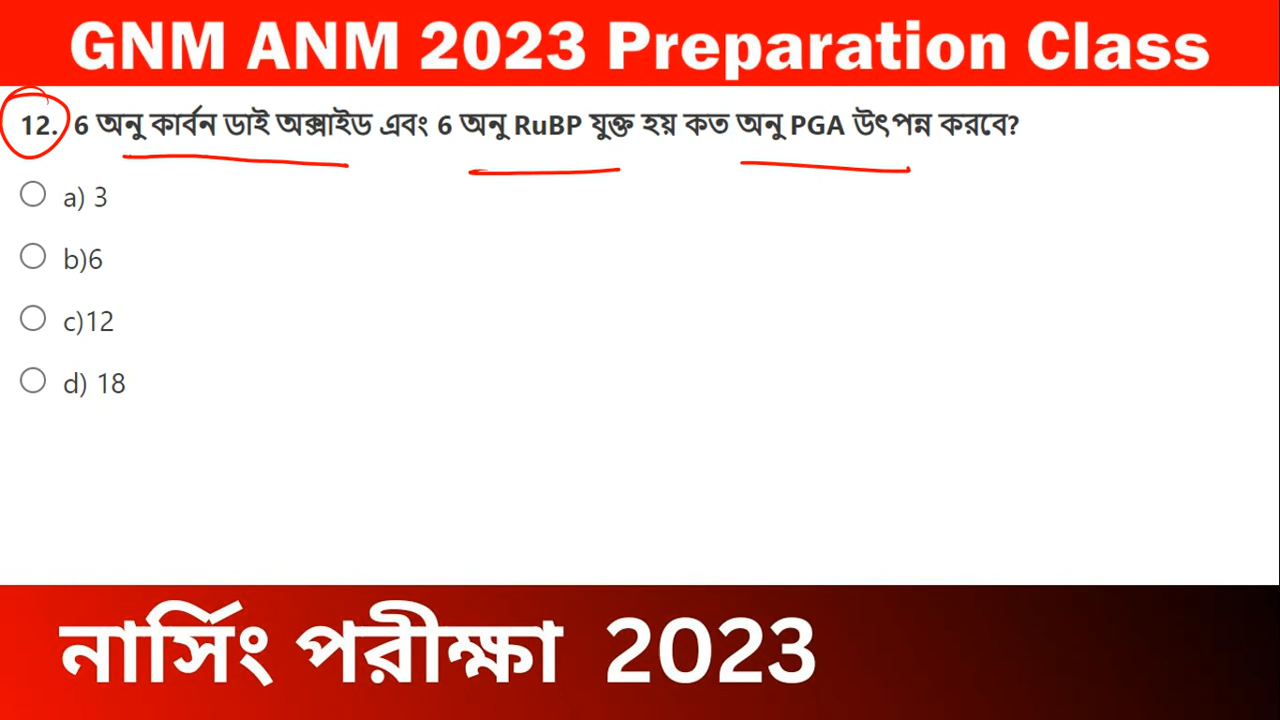 GNM ANM 2023 Preparation Class
12. 6 অনু কার্বন ডাই অক্সাইড এবং 6 অনু RuBP যুক্ত হয় কত অনু PGA উৎপন্ন করবে?
a) 3
b)6
c)12
d) 18
নার্সিং পরীক্ষা 2023